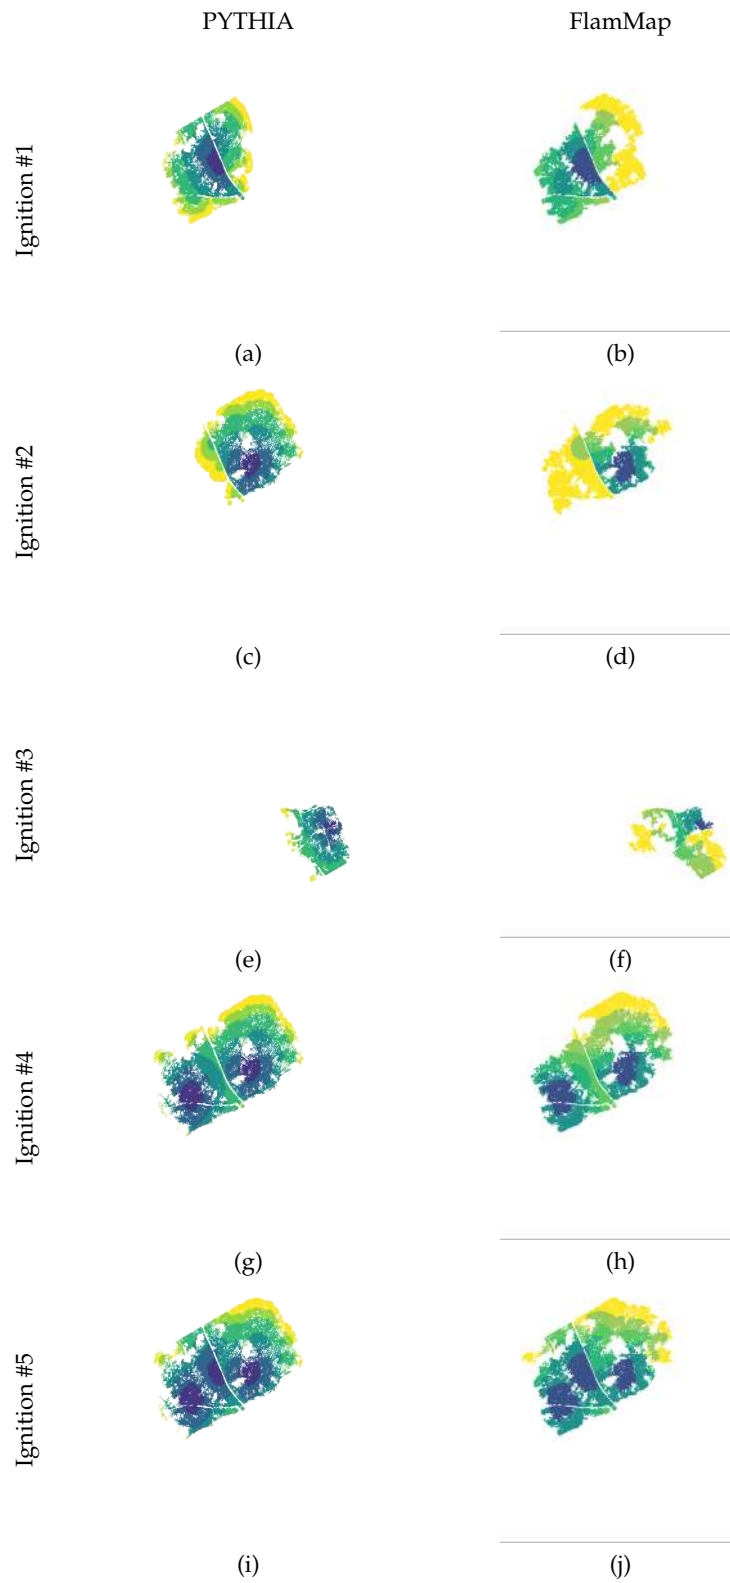 PYTHIA FlamMap
Ignition #1
(a) (b)
Ignition #2
(c) (d)
Ignition #3
(e) (f)
Ignition #4
(g) (h)
Ignition #5
(i) (j)